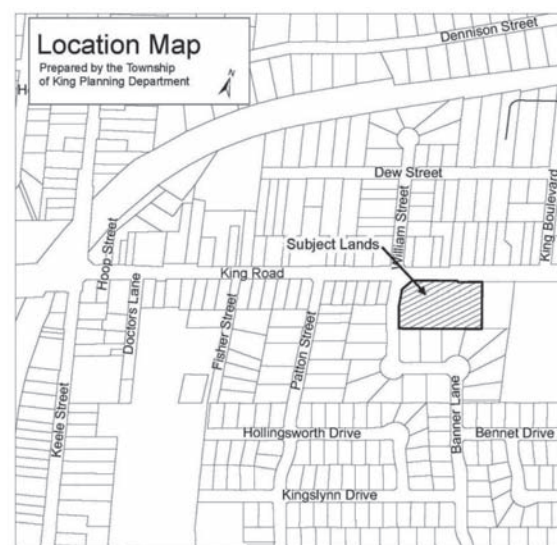 Location Map
Prepared by the Township
of King Planning Department
N
Dennison Street
Dew Street
William Street
King Boulevard
Subject Lands
Hoop Street
King Road
Doctors Lane
Fisher Street
Patton Street
Keele Street
Banner Lane
Hollingsworth Drive
Bennet Drive
Kingslynn Drive